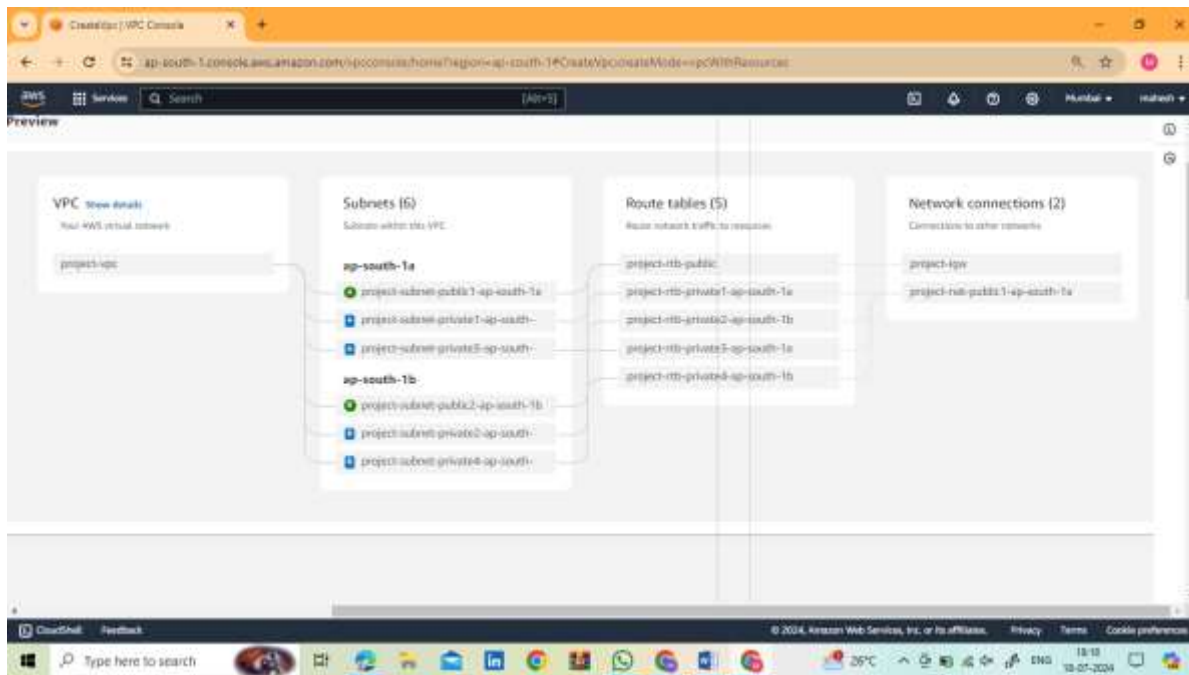 CreateVpc | VPC Console
ap-south-1.console.aws.amazon.com/vpcconsole/home?region=ap-south-1#CreateVpc:createMode=vpcWithResources
aws Services Search [Alt+S] Mumbai
Preview
VPC Show details
Your AWS virtual network
project-vpc
Subnets (6)
Subnets within this VPC
ap-south-1a
project-subnet-public1-ap-south-1a
project-subnet-private1-ap-south-
project-subnet-private3-ap-south-
ap-south-1b
project-subnet-public2-ap-south-1b
project-subnet-private2-ap-south-
project-subnet-private4-ap-south-
Route tables (5)
Route network traffic to resources
project-rtb-public
project-rtb-private1-ap-south-1a
project-rtb-private2-ap-south-1b
project-rtb-private3-ap-south-1a
project-rtb-private4-ap-south-1b
Network connections (2)
Connections to other networks
project-igw
project-nat-public1-ap-south-1a
CloudShell Feedback © 2024, Amazon Web Services, Inc. or its affiliates. Privacy Terms Cookie preferences
Type here to search 26°C ENG
18-07-2024